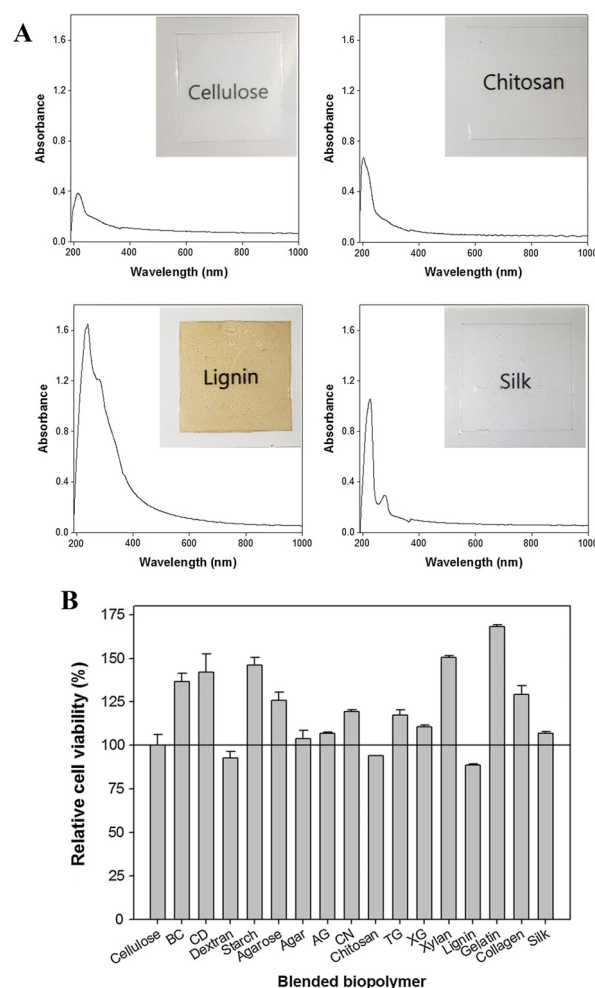 A
Absorbance
1.6
1.2
0.8
0.4
0.0
200
400
600
800
1000
Wavelength (nm)
Cellulose
Absorbance
1.6
1.2
0.8
0.4
0.0
200
400
600
800
1000
Wavelength (nm)
Chitosan
Absorbance
1.6
1.2
0.8
0.4
0.0
200
400
600
800
1000
Wavelength (nm)
Lignin
Absorbance
1.6
1.2
0.8
0.4
0.0
200
400
600
800
1000
Wavelength (nm)
Silk
B
Relative cell viability (%)
175
150
125
100
75
50
25
0
Cellulose
BC
CD
Dextran
Starch
Agarose
Agar
AG
CN
Chitosan
TG
XG
Xylan
Lignin
Gelatin
Collagen
Silk
Blended biopolymer